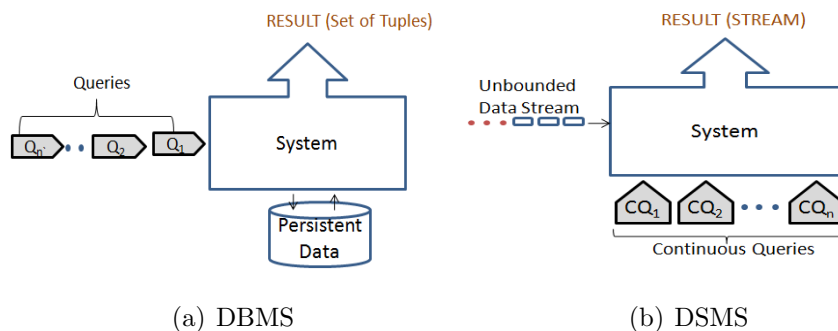 RESULT (Set of Tuples)
Queries
Qn` Q2 Q1
System
Persistent
Data
(a) DBMS
RESULT (STREAM)
Unbounded
Data Stream
System
CQ1 CQ2 CQn
Continuous Queries
(b) DSMS